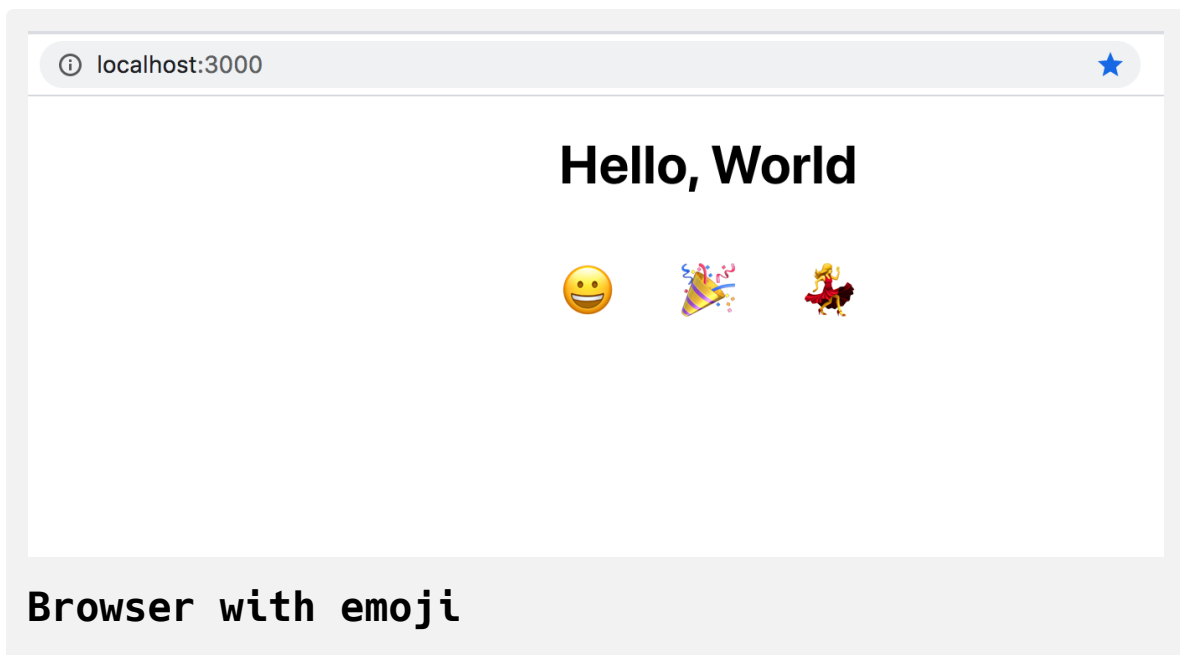 localhost:3000
Hello, World
😀 🎉 💃
Browser with emoji